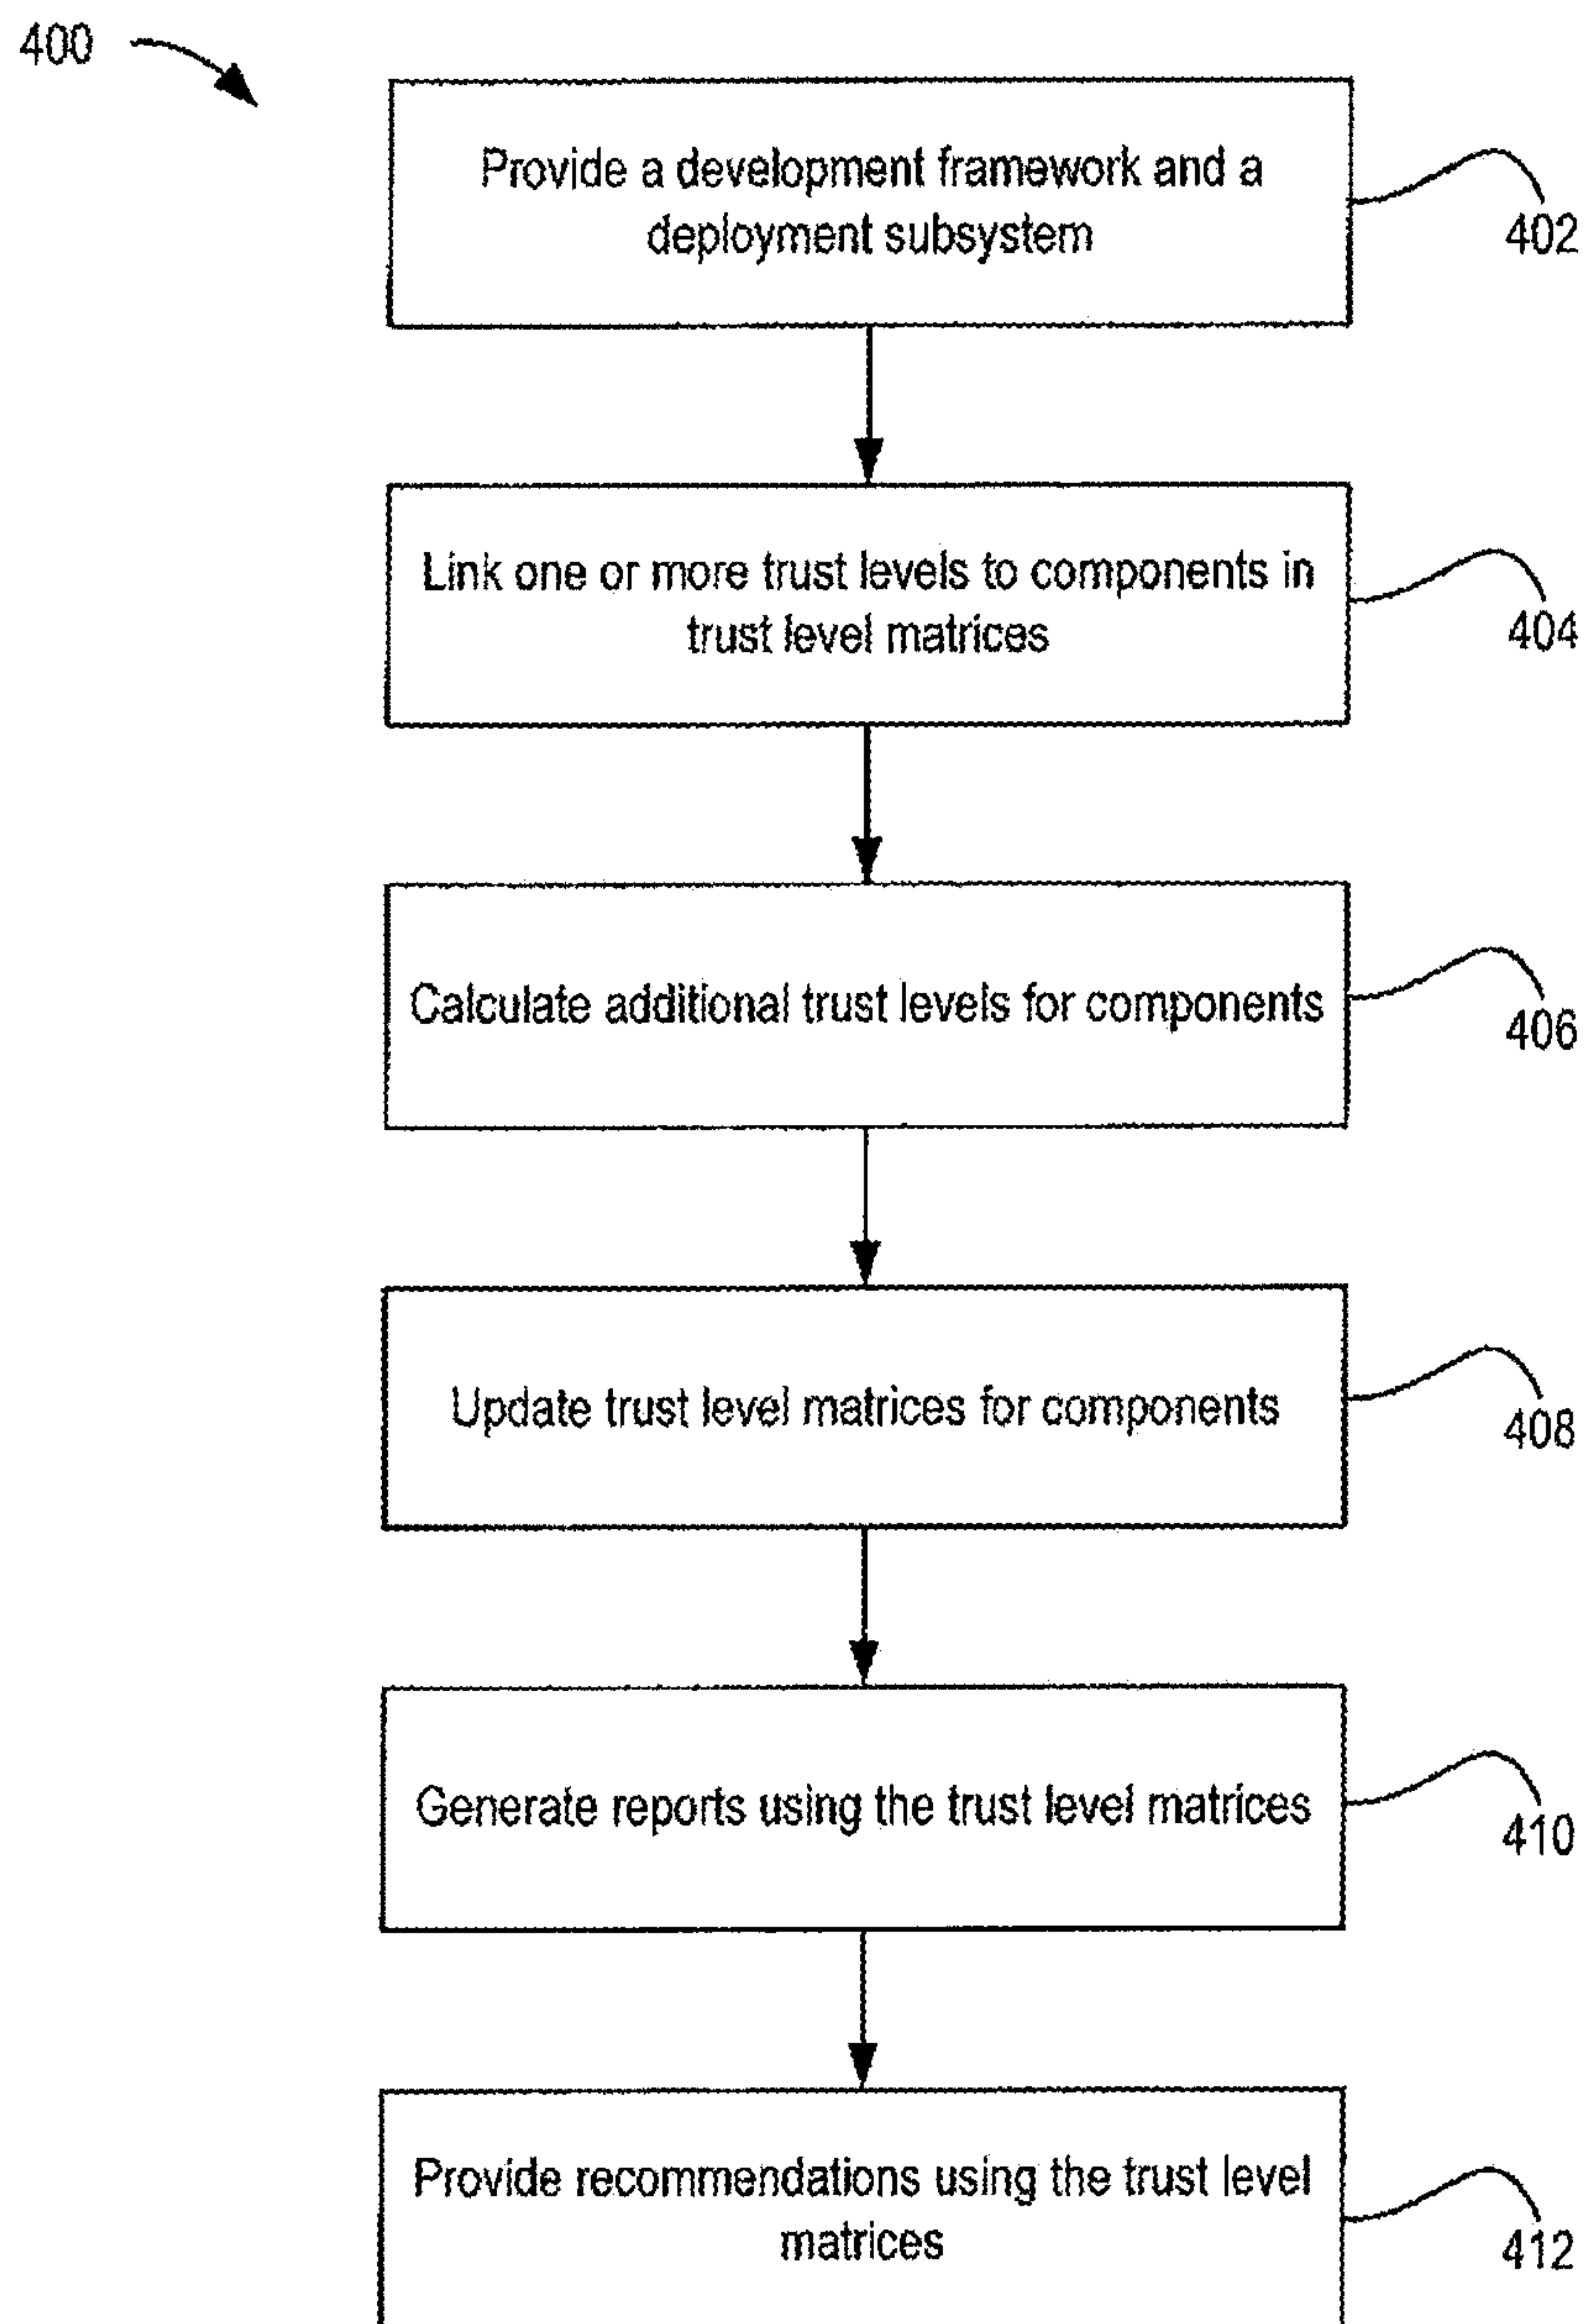 400
Provide a development framework and a
deployment subsystem
402
Link one or more trust levels to components in
trust level matrices
404
Calculate additional trust levels for components
406
Update trust level matrices for components
408
Generate reports using the trust level matrices
410
Provide recommendations using the trust level
matrices
412